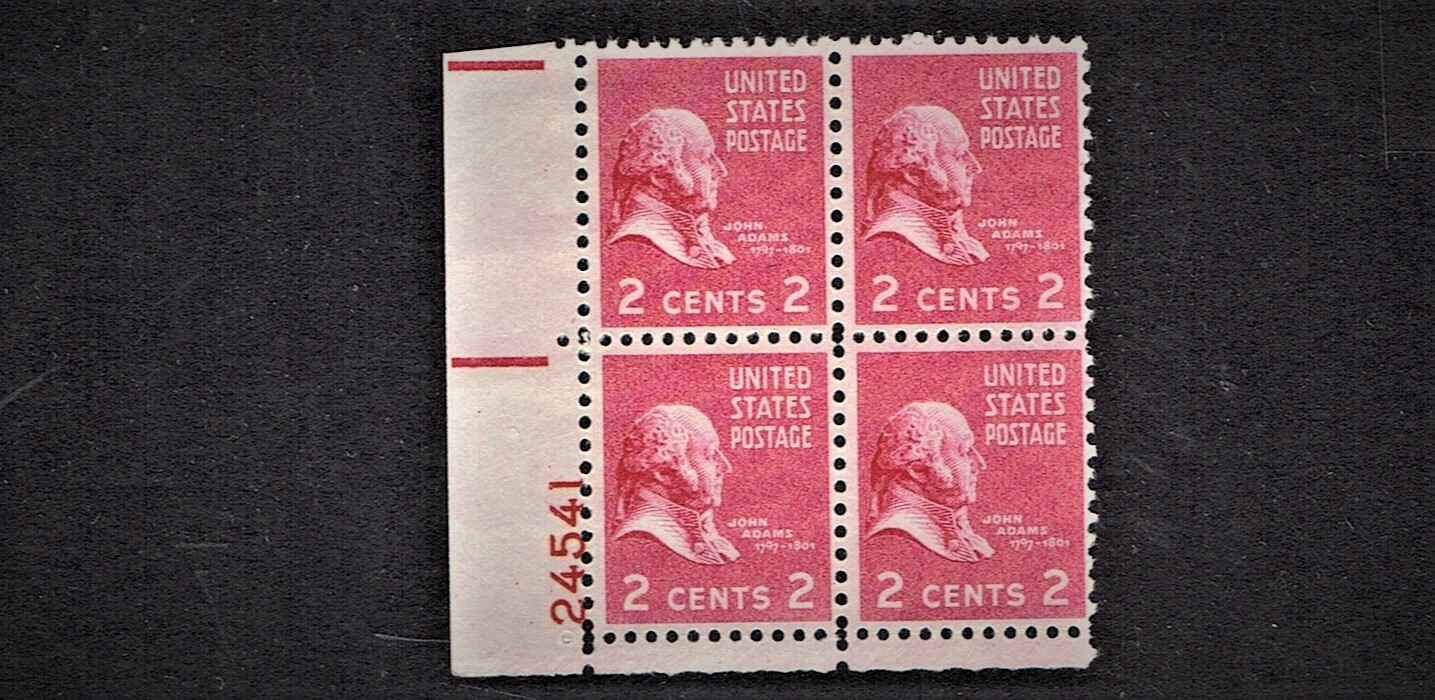 UNITED
STATES
POSTAGE
JOHN
ADAMS
1797-1801
2 CENTS 2
UNITED
STATES
POSTAGE
JOHN
ADAMS
1797-1801
2 CENTS 2
24541
UNITED
STATES
POSTAGE
JOHN
ADAMS
1797-1801
2 CENTS 2
UNITED
STATES
POSTAGE
JOHN
ADAMS
1797-1801
2 CENTS 2